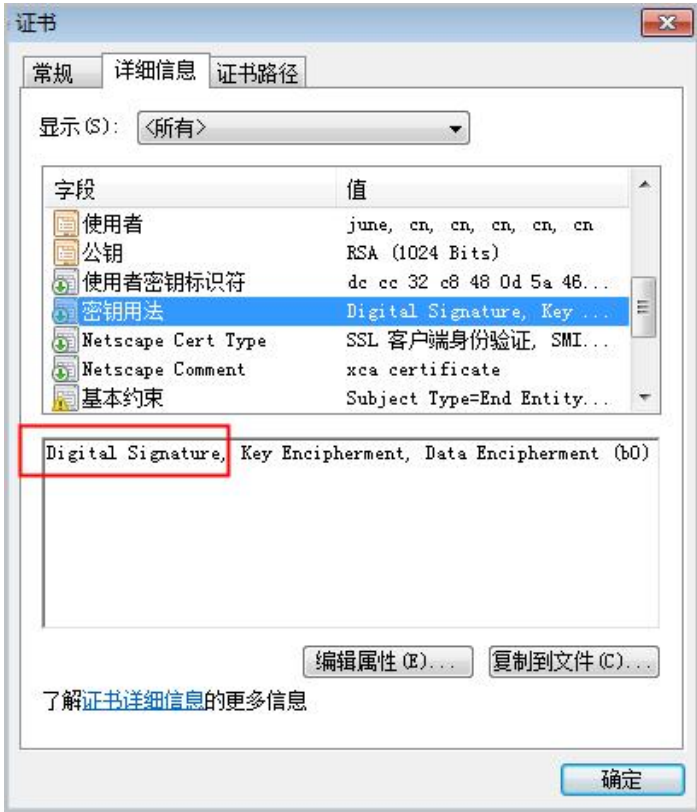 证书
常规 详细信息 证书路径
显示(S): <所有>
字段 值
使用者 june, cn, cn, cn, cn, cn
公钥 RSA (1024 Bits)
使用者密钥标识符 dc cc 32 c8 48 0d 5a 46...
密钥用法 Digital Signature, Key ...
Netscape Cert Type SSL 客户端身份验证, SMI...
Netscape Comment xca certificate
基本约束 Subject Type=End Entity...
Digital Signature, Key Encipherment, Data Encipherment (b0)
编辑属性(E)... 复制到文件(C)...
了解证书详细信息的更多信息
确定